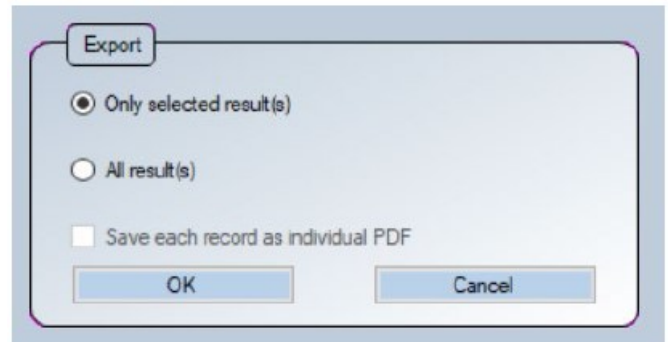 Export
Only selected result(s)
All result(s)
Save each record as individual PDF
OK Cancel